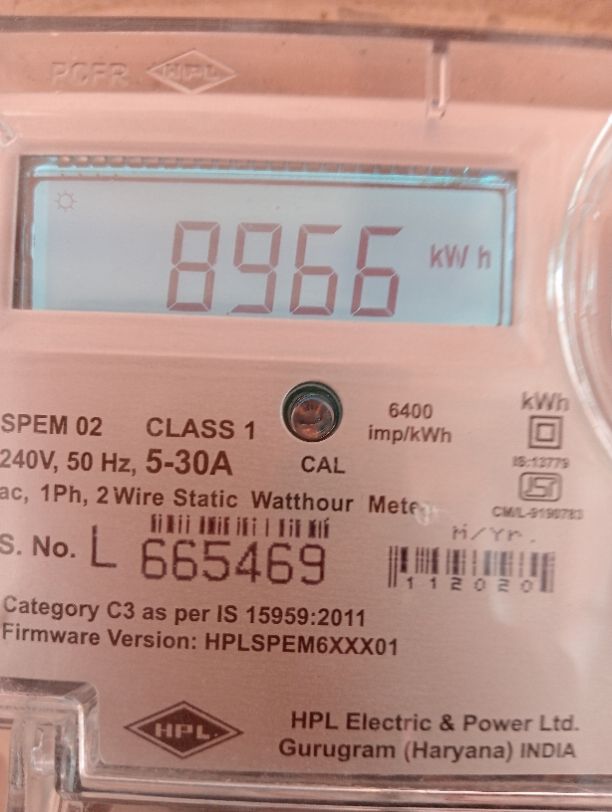 HPL
8966 kWh
SPEM 02 CLASS 1 6400 imp/kWh kWh
240V, 50 Hz, 5-30A CAL IS:13779
ac, 1Ph, 2 Wire Static Watthour
CM/L-9190783
M/Yr.
S. No. L 665469 112020
Category C3 as per IS 15959:2011
Firmware Version: HPLSPEM6XXX01
HPL HPL Electric & Power Ltd.
Gurugram (Haryana) INDIA